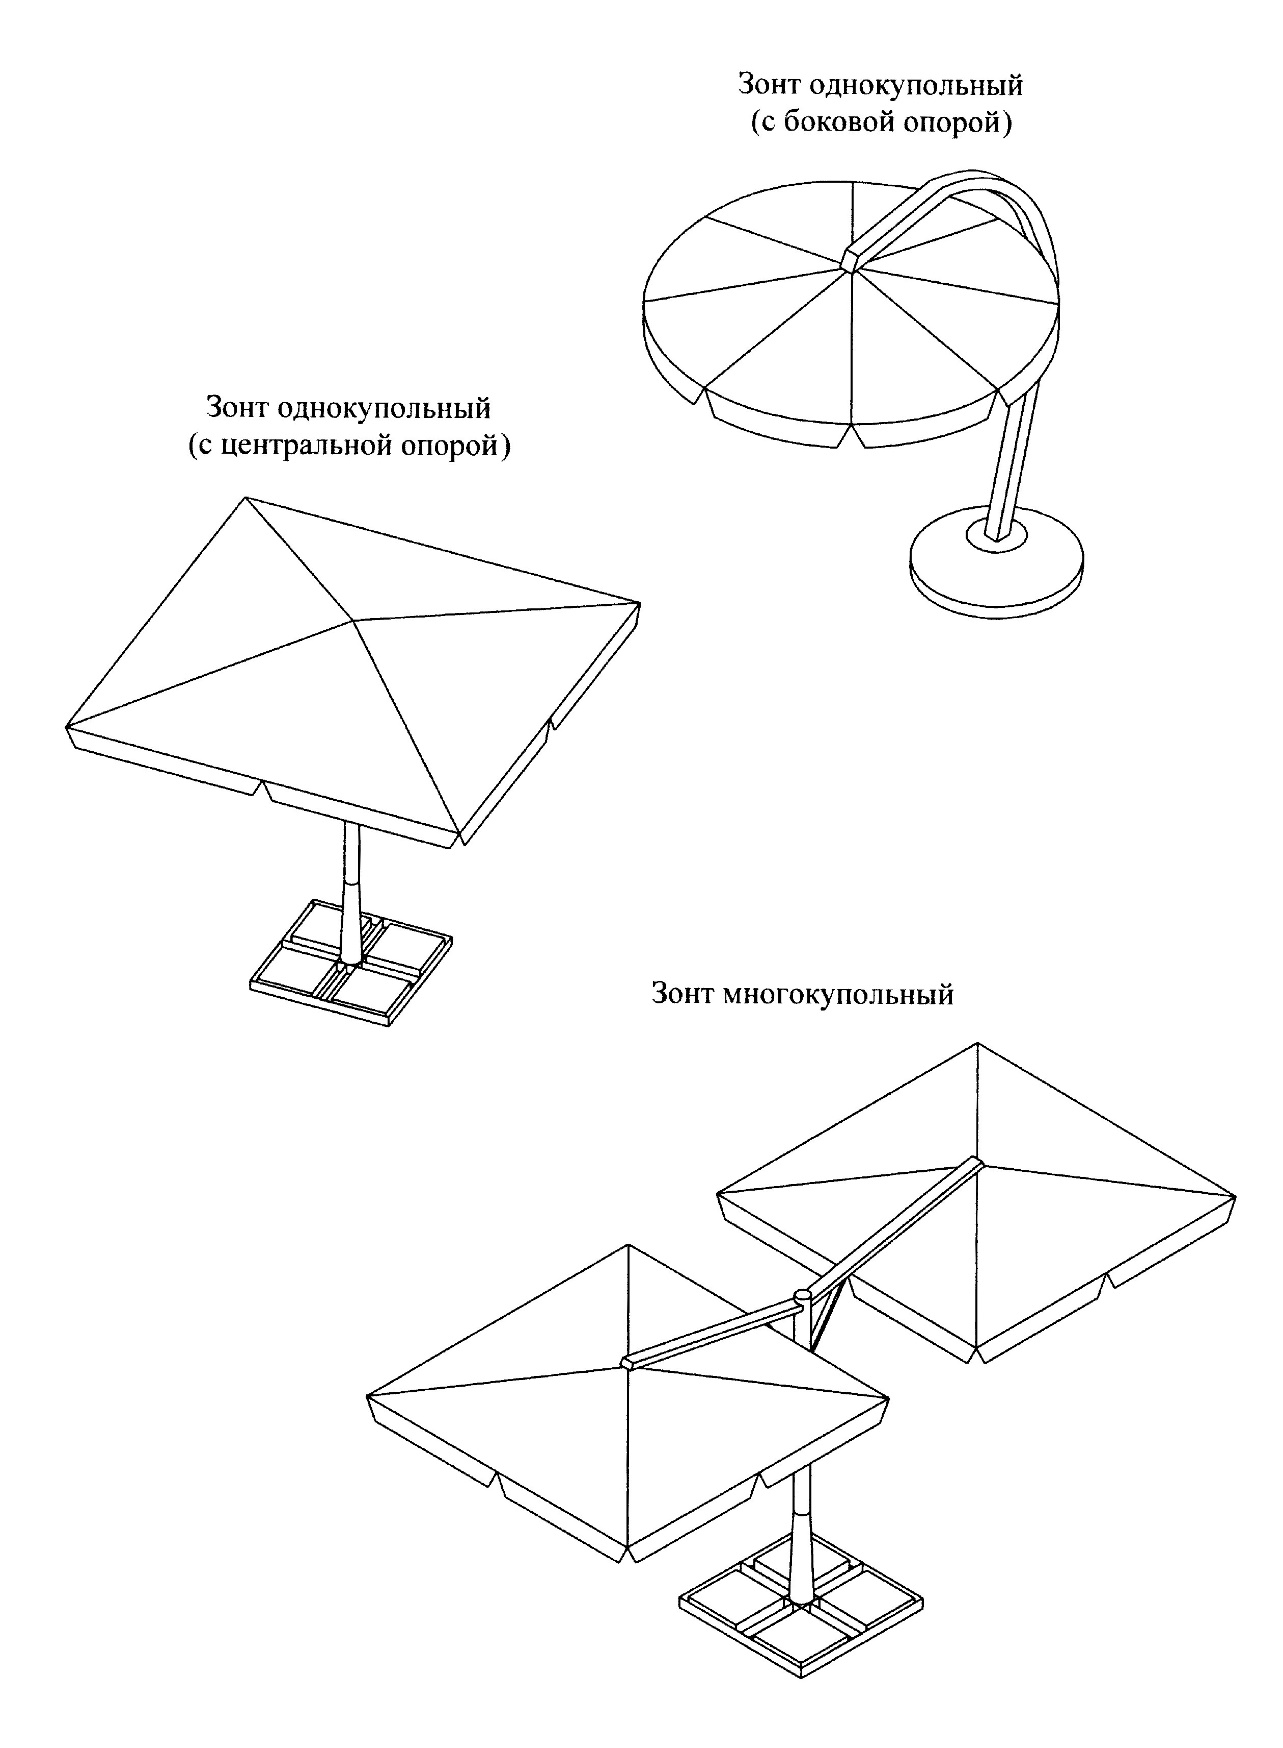 Зонт однокупольный
(с боковой опорой)
Зонт однокупольный
(с центральной опорой)
Зонт многокупольный